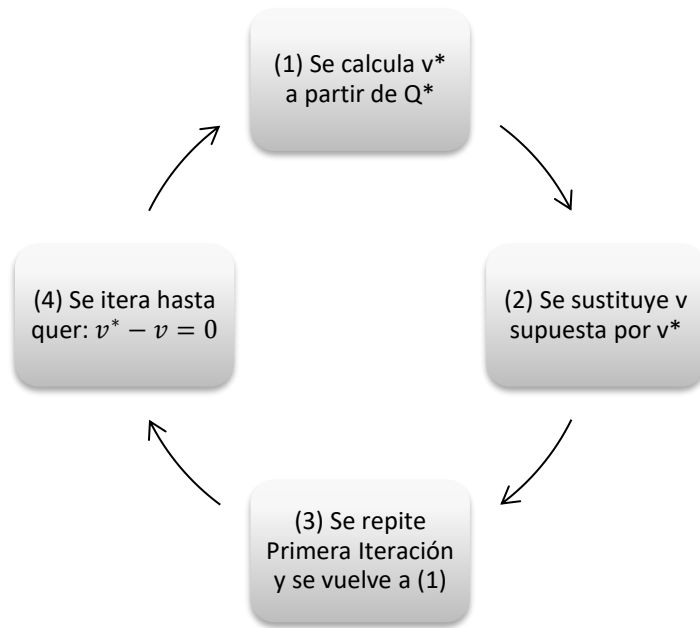 (1) Se calcula v*
a partir de Q*
(2) Se sustituye v
supuesta por v*
(3) Se repite
Primera Iteración
y se vuelve a (1)
(4) Se itera hasta
quer: v* − v = 0